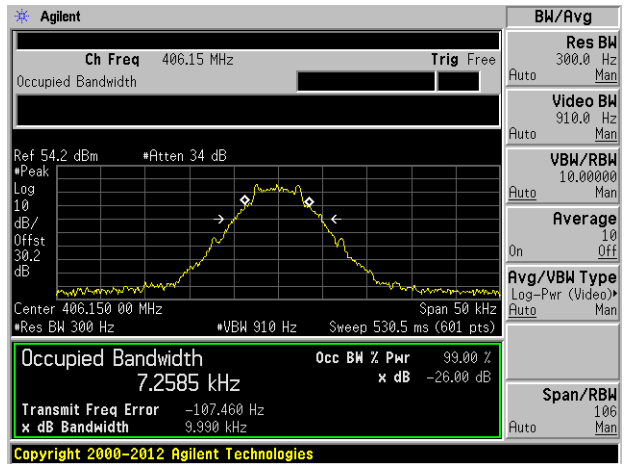 Agilent
BW/Avg
Ch Freq 406.15 MHz Trig Free
Occupied Bandwidth
Res BW
300.0 Hz
Auto Man
Video BW
910.0 Hz
Auto Man
VBW/RBW
10.00000
Auto Man
Average
10
On Off
Avg/VBW Type
Log-Pwr (Video)
Auto Man
Span/RBW
106
Auto Man
Ref 54.2 dBm #Atten 34 dB
#Peak
Log
10
dB/
Offst
30.2
dB
Center 406.150 00 MHz Span 50 kHz
#Res BW 300 Hz #VBW 910 Hz Sweep 530.5 ms (601 pts)
Occupied Bandwidth Occ BW % Pwr 99.00 %
7.2585 kHz x dB -26.00 dB
Transmit Freq Error -107.460 Hz
x dB Bandwidth 9.990 kHz
Copyright 2000-2012 Agilent Technologies